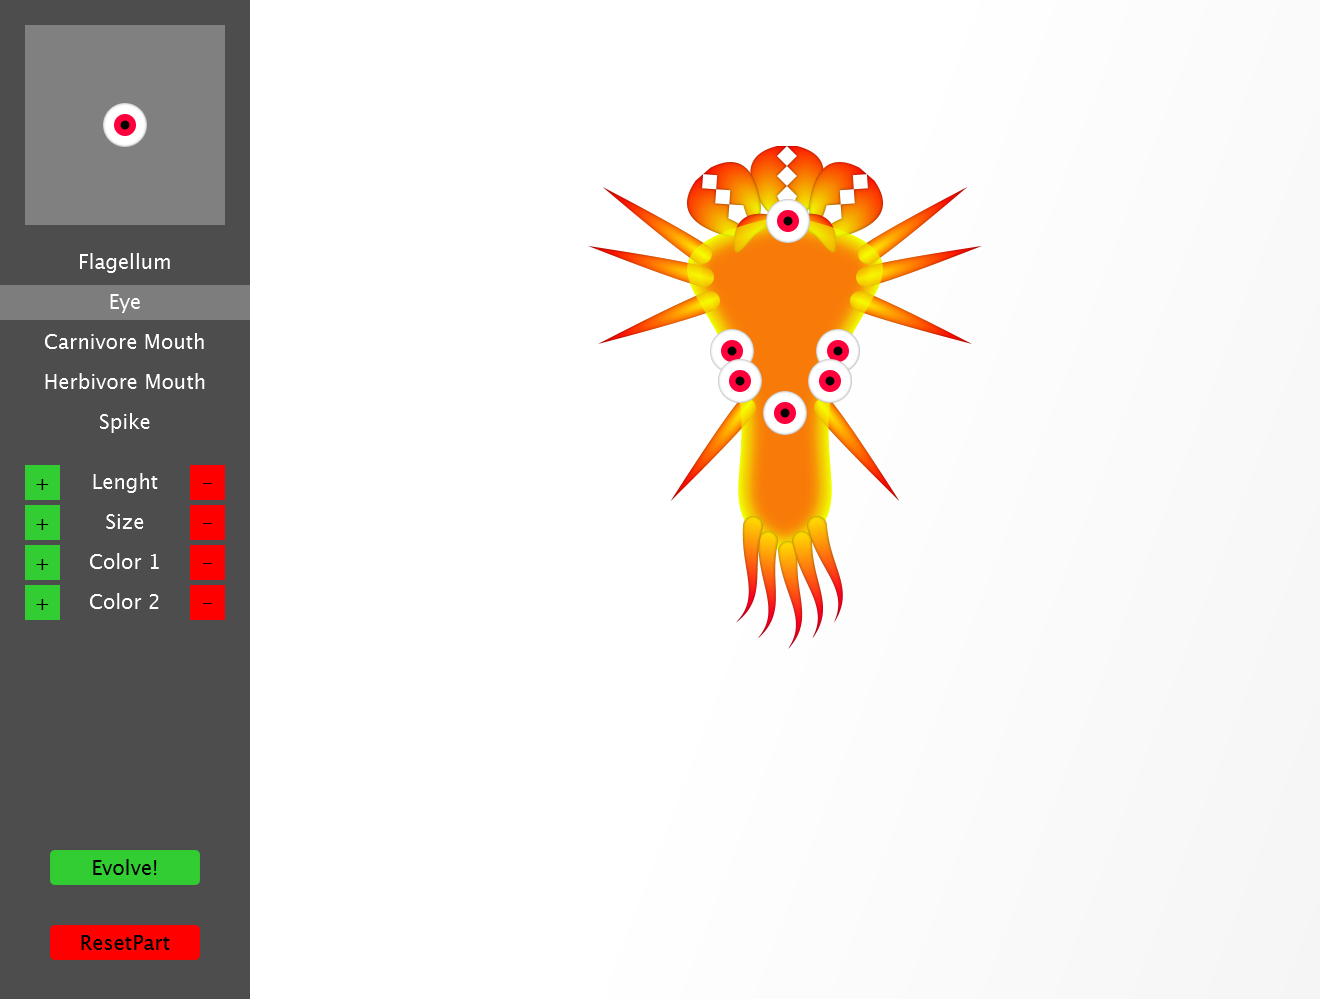 Flagellum
Eye
Carnivore Mouth
Herbivore Mouth
Spike
+ Lenght -
+ Size -
+ Color 1 -
+ Color 2 -
Evolve!
ResetPart